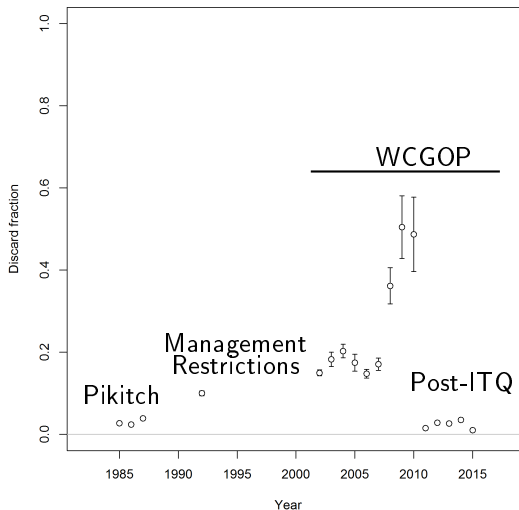 1.0
0.8
0.6
0.4
0.2
0.0
Discard fraction
WCGOP
Management
Restrictions
Pikitch
Post-ITQ
1985 1990 1995 2000 2005 2010 2015
Year